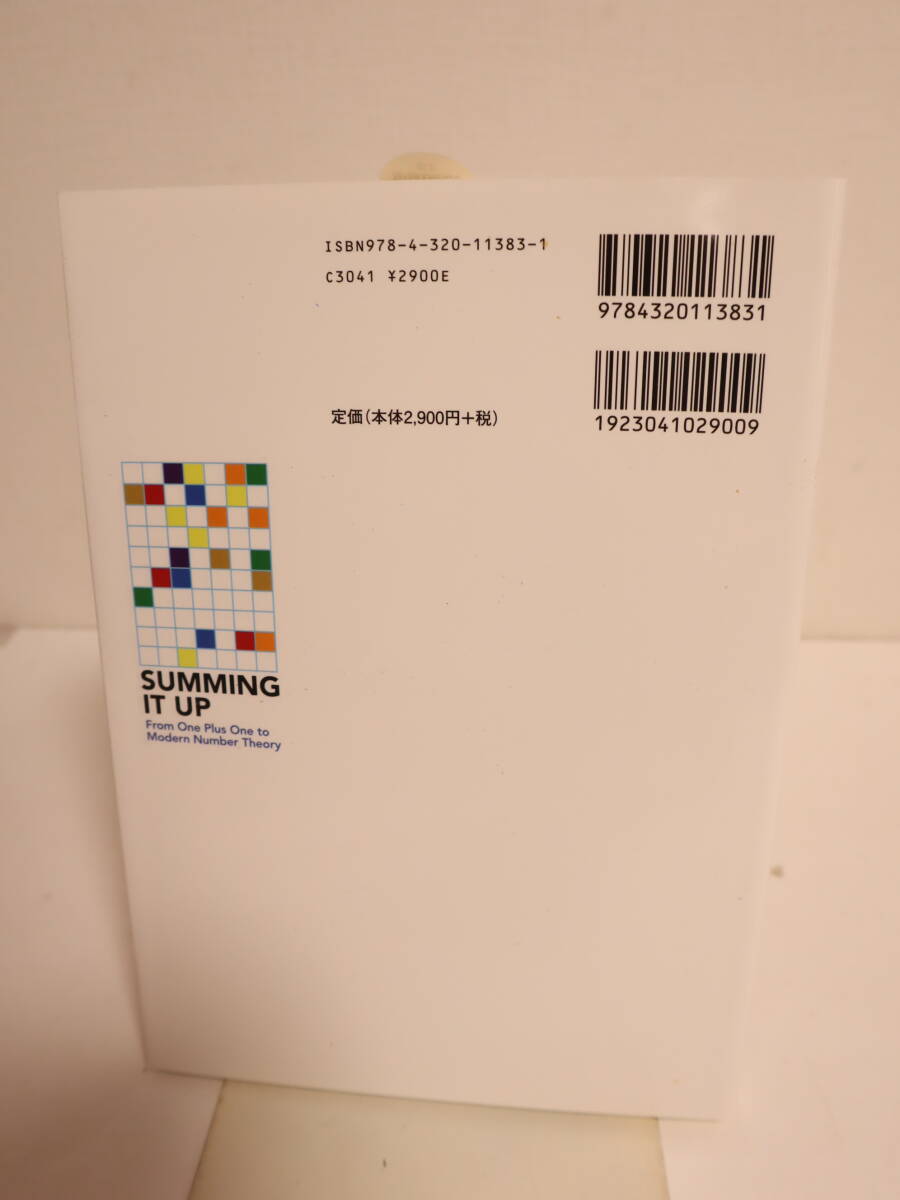 ISBN978-4-320-11383-1
C3041 ¥2900E
9784320113831
定価(本体2,900円+税)
1923041029009
SUMMING
IT UP
From One Plus One to
Modern Number Theory